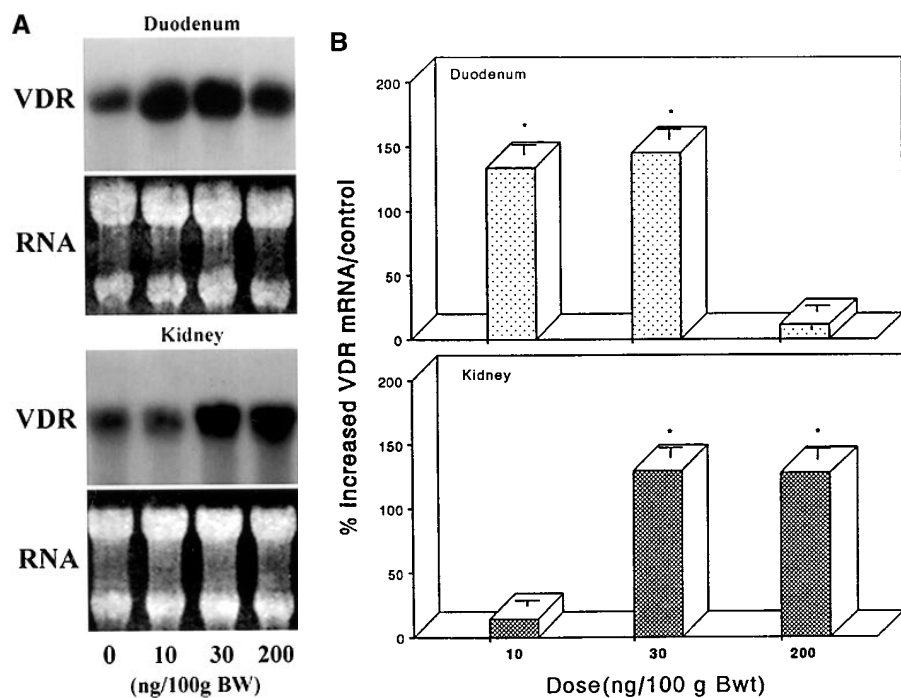 A
Duodenum
VDR
RNA
Kidney
VDR
RNA
0 10 30 200
(ng/100g BW)
B
% increased VDR mRNA/control
Duodenum
*
*
200
150
100
50
0
Kidney
*
*
200
150
100
50
0
10 30 200
Dose(ng/100 g Bwt)